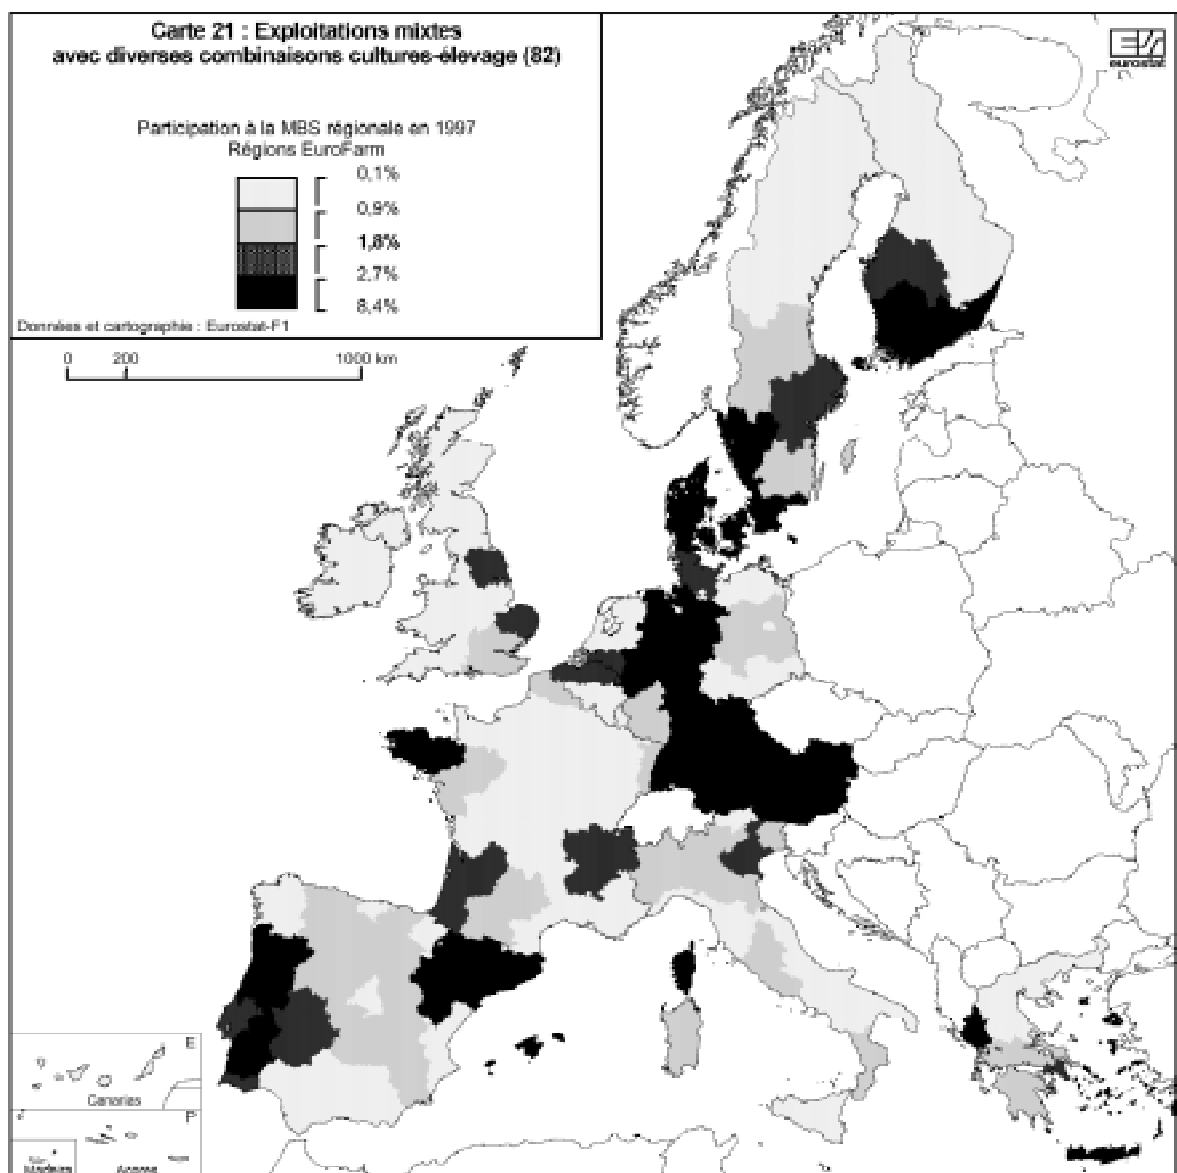 Carte 21 : Exploitations mixtes
avec diverses combinaisons cultures-élevage (82)
eurostat
Participation à la MBS régionale en 1997
Régions EuroFarm
0,1%
0,9%
1,8%
2,7%
8,4%
Données et cartographie : Eurostat-F1
0 200 1000 km
E
Canarias
P
Açores